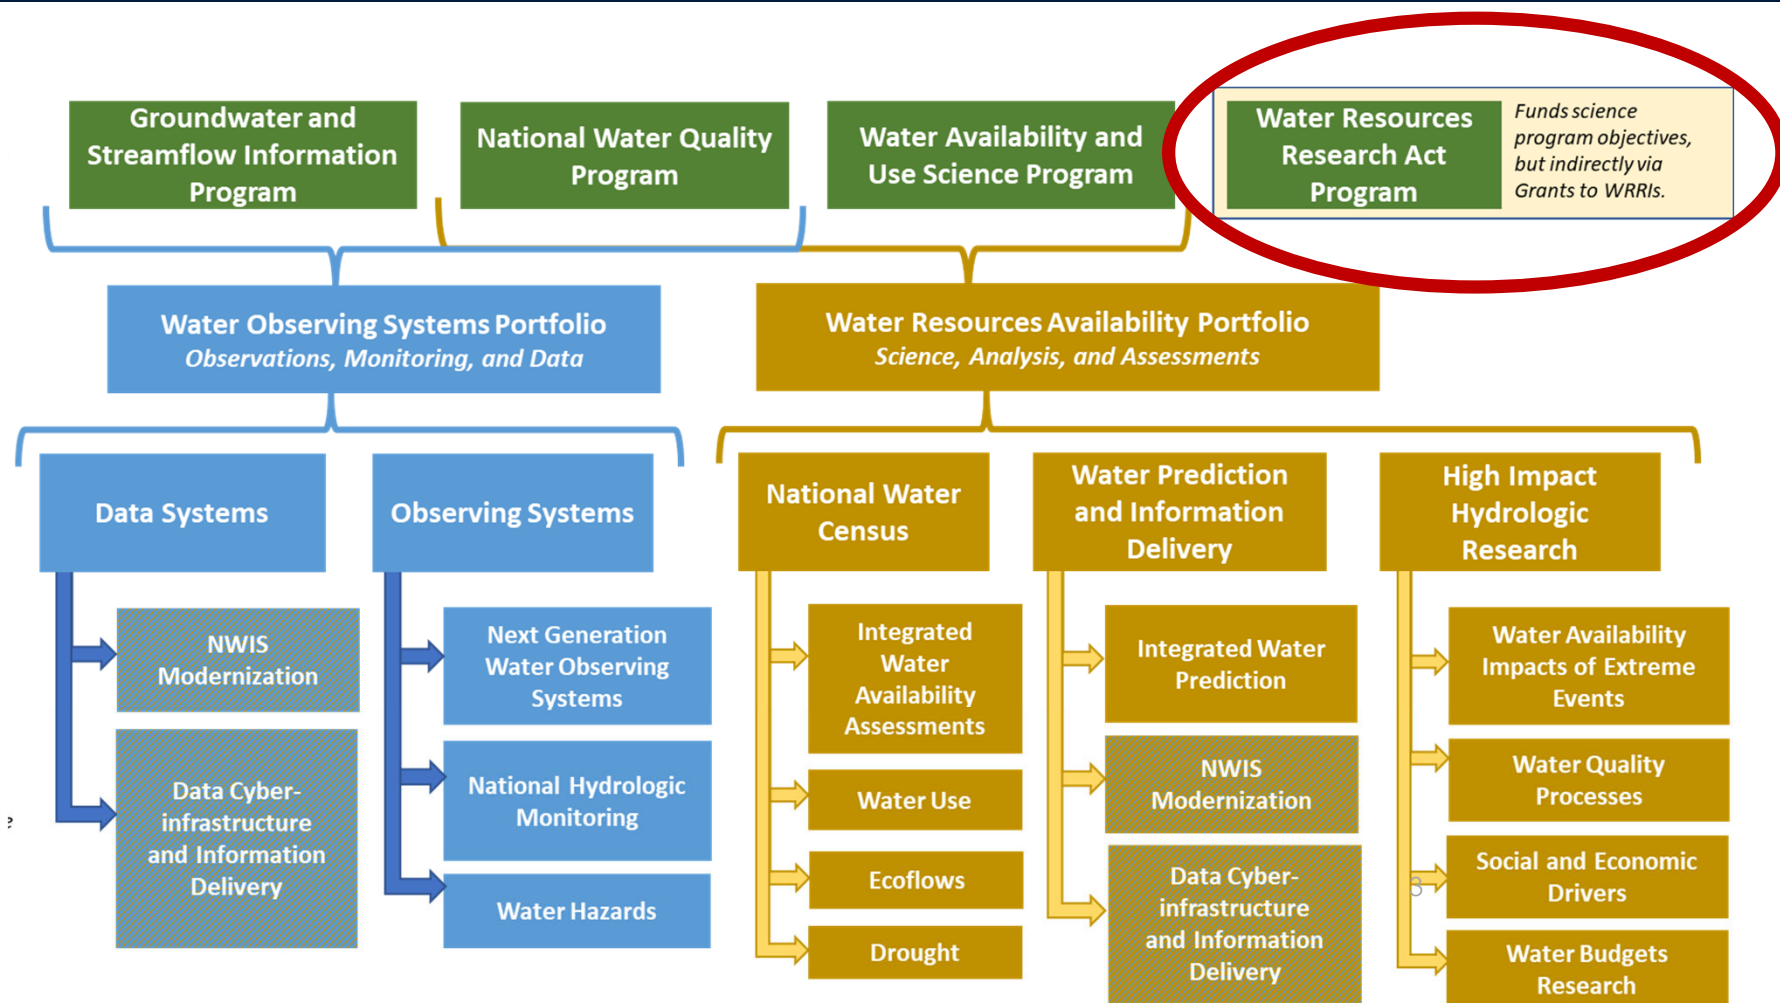 Groundwater and
Streamflow Information
Program
National Water Quality
Program
Water Availability and
Use Science Program
Water Resources
Research Act
Program
Funds science
program objectives,
but indirectly via
Grants to WRRIs.
Water Observing Systems Portfolio
Observations, Monitoring, and Data
Water Resources Availability Portfolio
Science, Analysis, and Assessments
Data Systems
Observing Systems
National Water
Census
Water Prediction
and Information
Delivery
High Impact
Hydrologic
Research
NWIS
Modernization
Data Cyber-
infrastructure
and Information
Delivery
Next Generation
Water Observing
Systems
National Hydrologic
Monitoring
Water Hazards
Integrated
Water
Availability
Assessments
Water Use
Ecoflows
Drought
Integrated Water
Prediction
NWIS
Modernization
Data Cyber-
infrastructure
and Information
Delivery
Water Availability
Impacts of Extreme
Events
Water Quality
Processes
Social and Economic
Drivers
3
Water Budgets
Research